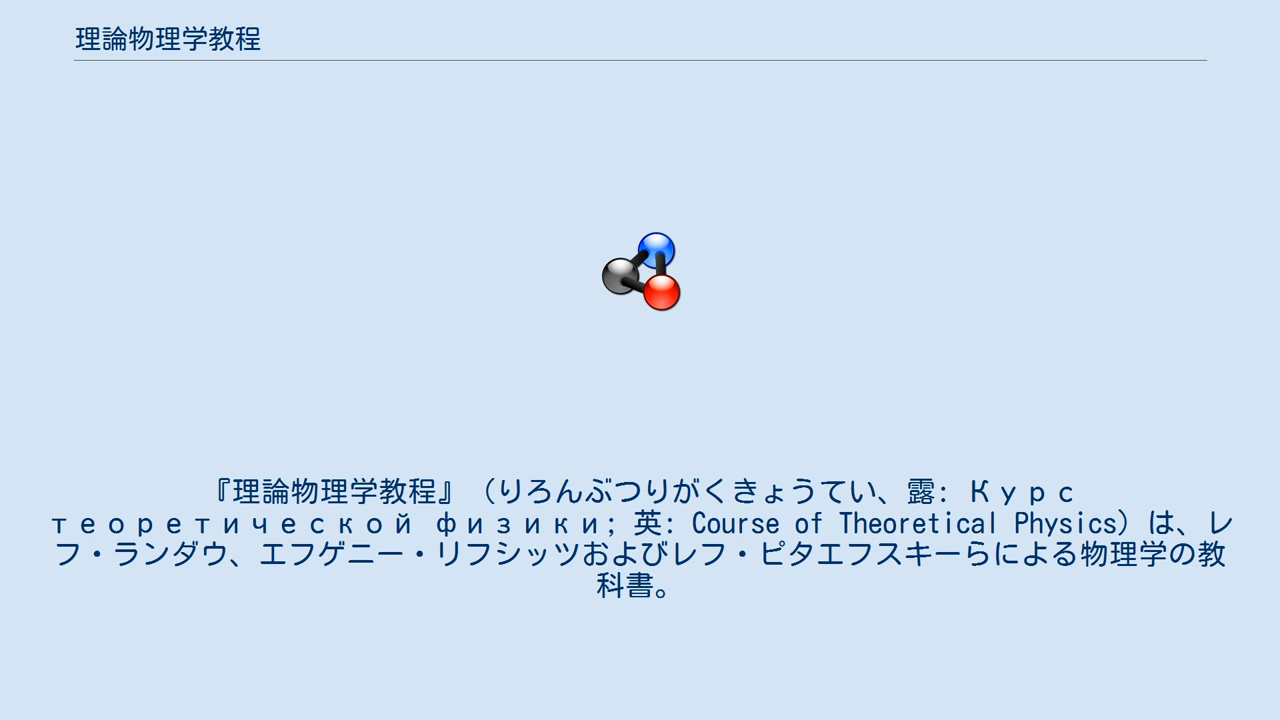 理論物理学教程
『理論物理学教程』（りろんぶつりがくきょうてい、露: Курс
теоретической физики; 英: Course of Theoretical Physics）は、レ
フ・ランダウ、エフゲニー・リフシッツおよびレフ・ピタエフスキーらによる物理学の教
科書。